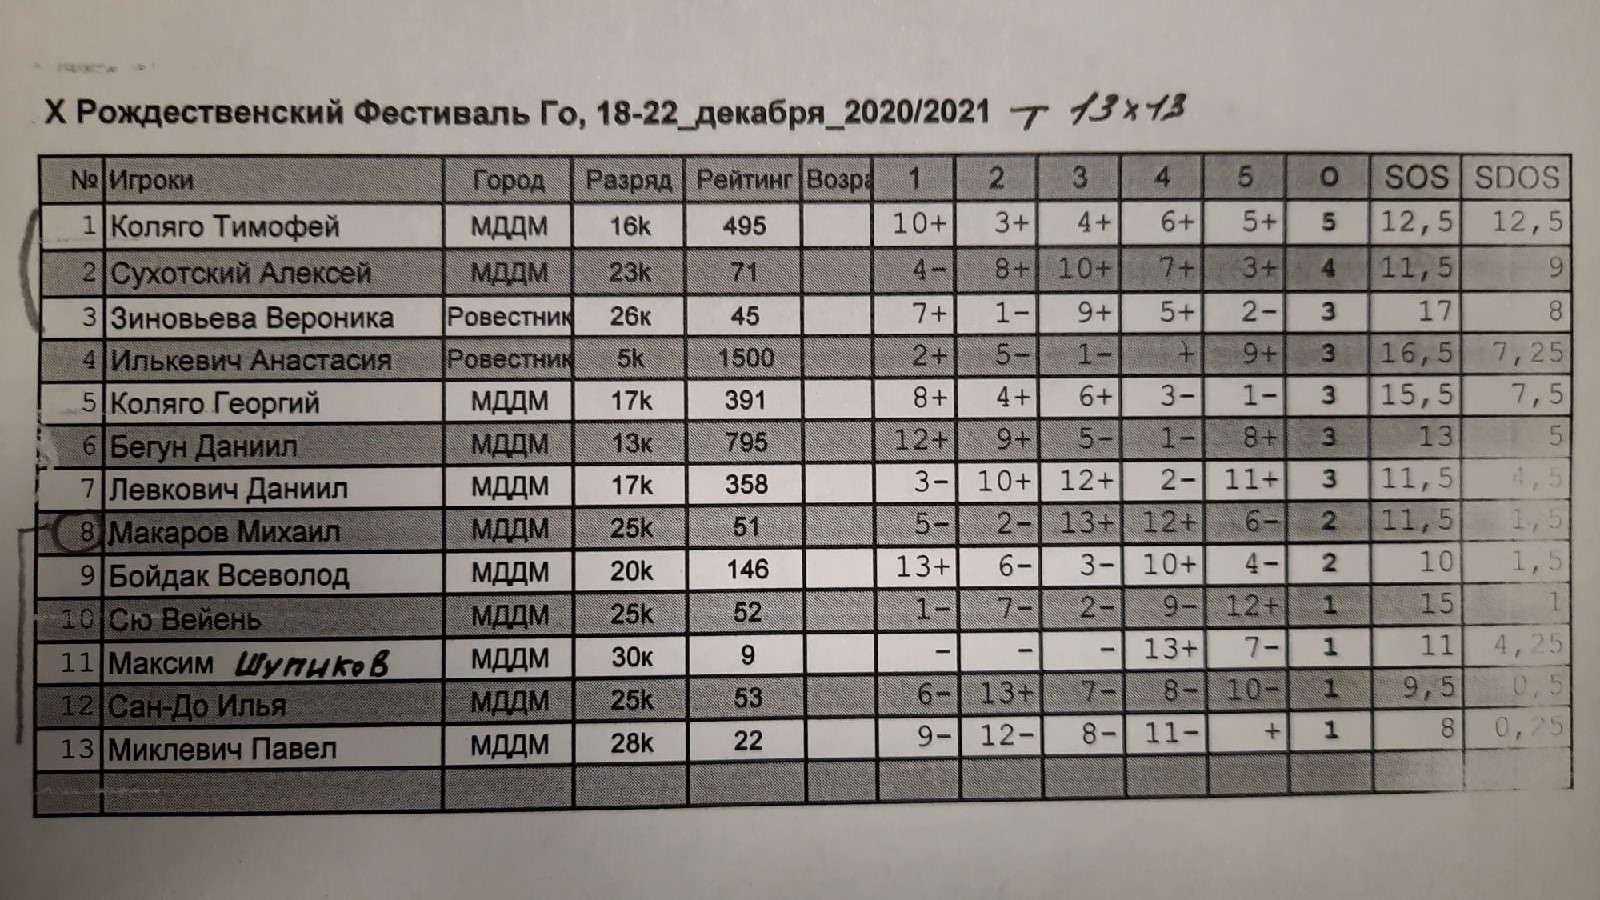 X Рождественский Фестиваль Го, 18-22_декабря_2020/2021 – 13х13
№ Игроки Город Разряд Рейтинг Возра 1 2 3 4 5 О SOS SDOS
1 Коляго Тимофей МДДМ 16k 495 10+ 3+ 4+ 6+ 5+ 5 12,5 12,5
2 Сухотский Алексей МДДМ 23k 71 4- 8+ 10+ 7+ 3+ 4 11,5 9
3 Зиновьева Вероника Ровестник 26к 45 7+ 1- 9+ 5+ 2- 3 17 8
4 Илькевич Анастасия Ровестник 5k 1500 2+ 5- 1- + 9+ 3 16,5 7,25
5 Коляго Георгий МДДМ 17k 391 8+ 4+ 6+ 3- 1- 3 15,5 7,5
6 Бегун Даниил МДДМ 13к 795 12+ 9+ 5- 1- 8+ 3 13 5
7 Левкович Даниил МДДМ 17k 358 3- 10+ 12+ 2- 11+ 3 11,5 4,5
8 Макаров Михаил МДДМ 25k 51 5- 2- 13+ 12+ 6- 2 11,5 1,5
9 Бойдак Всеволод МДДМ 20k 146 13+ 6- 3- 10+ 4- 2 10 1,5
10 Сю Вейень МДДМ 25k 52 1- 7- 2- 9- 12+ 1 15 1
11 Максим Шупиков МДДМ 30к 9 - - - 13+ 7- 1 11 4,25
12 Сан-До Илья МДДМ 25k 53 6- 13+ 7- 8- 10- 1 9,5 0,5
13 Миклевич Павел МДДМ 28k 22 9- 12- 8- 11- + 1 8 0,25